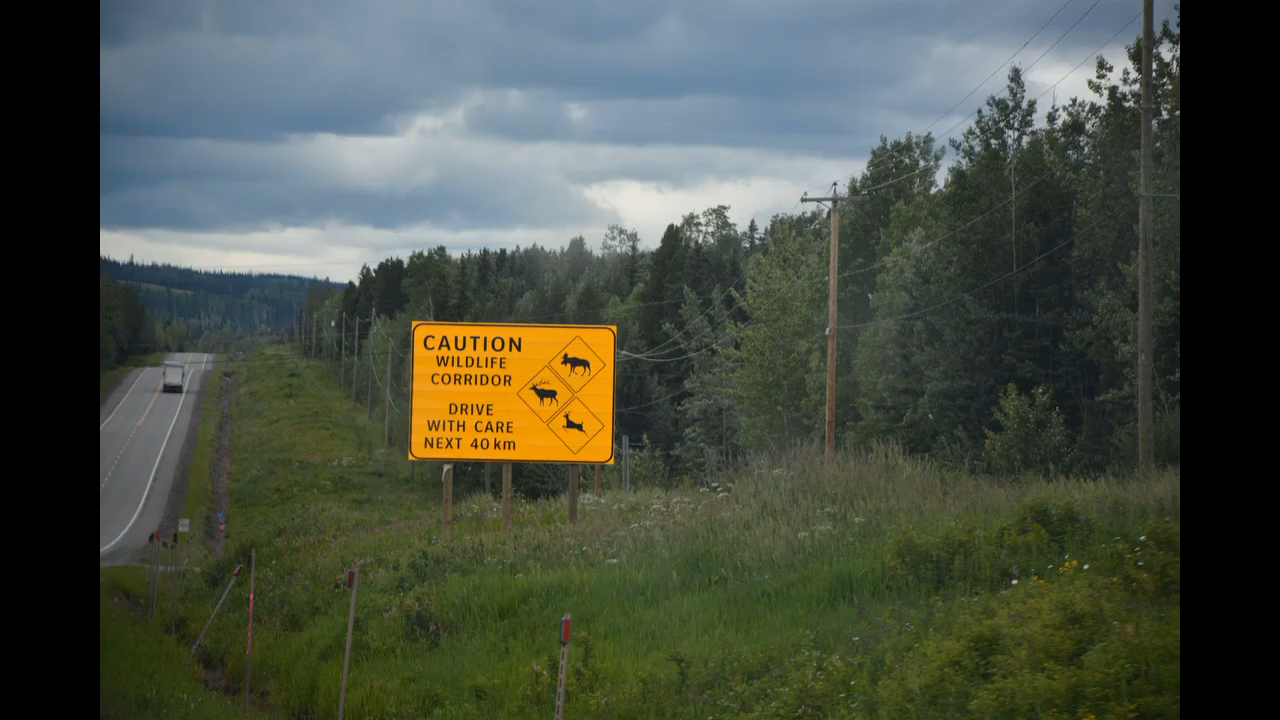 CAUTION
WILDLIFE
CORRIDOR
DRIVE
WITH CARE
NEXT 40 km